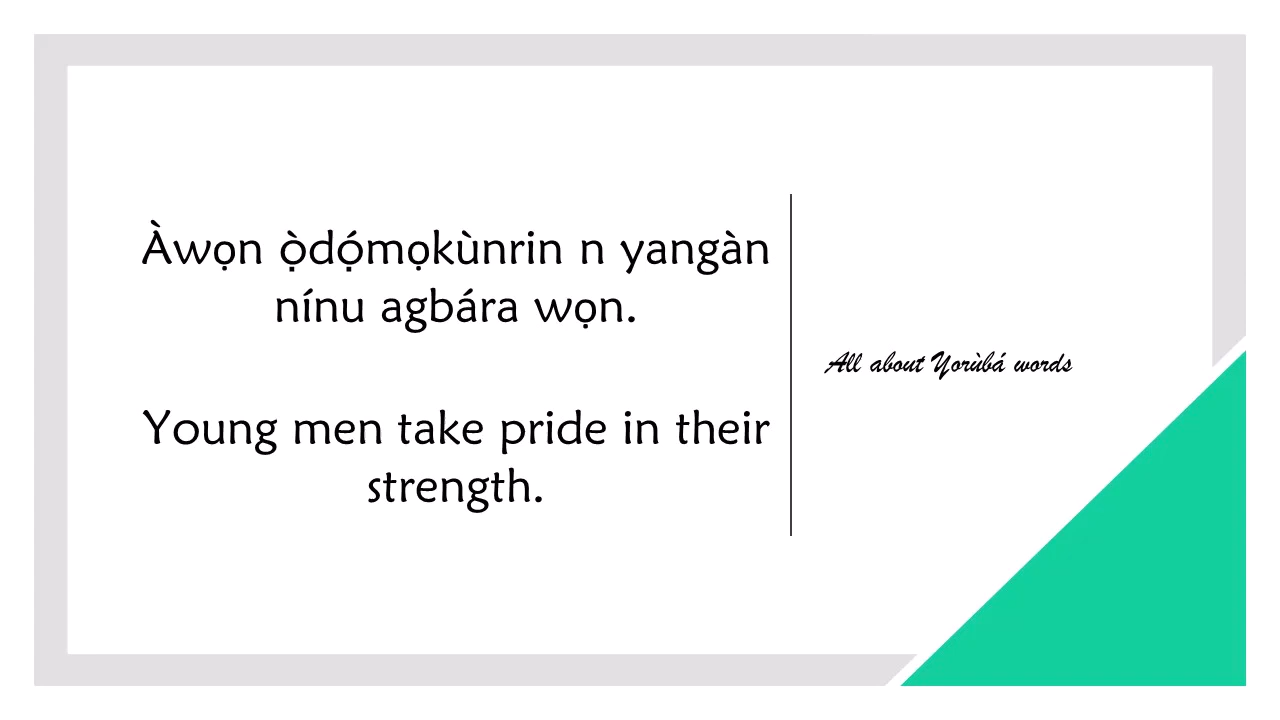 Àwọn ọ̀dọ́mọkùnrin n yangàn
nínu agbára wọn.
Young men take pride in their
strength.
All about Yorùbá words